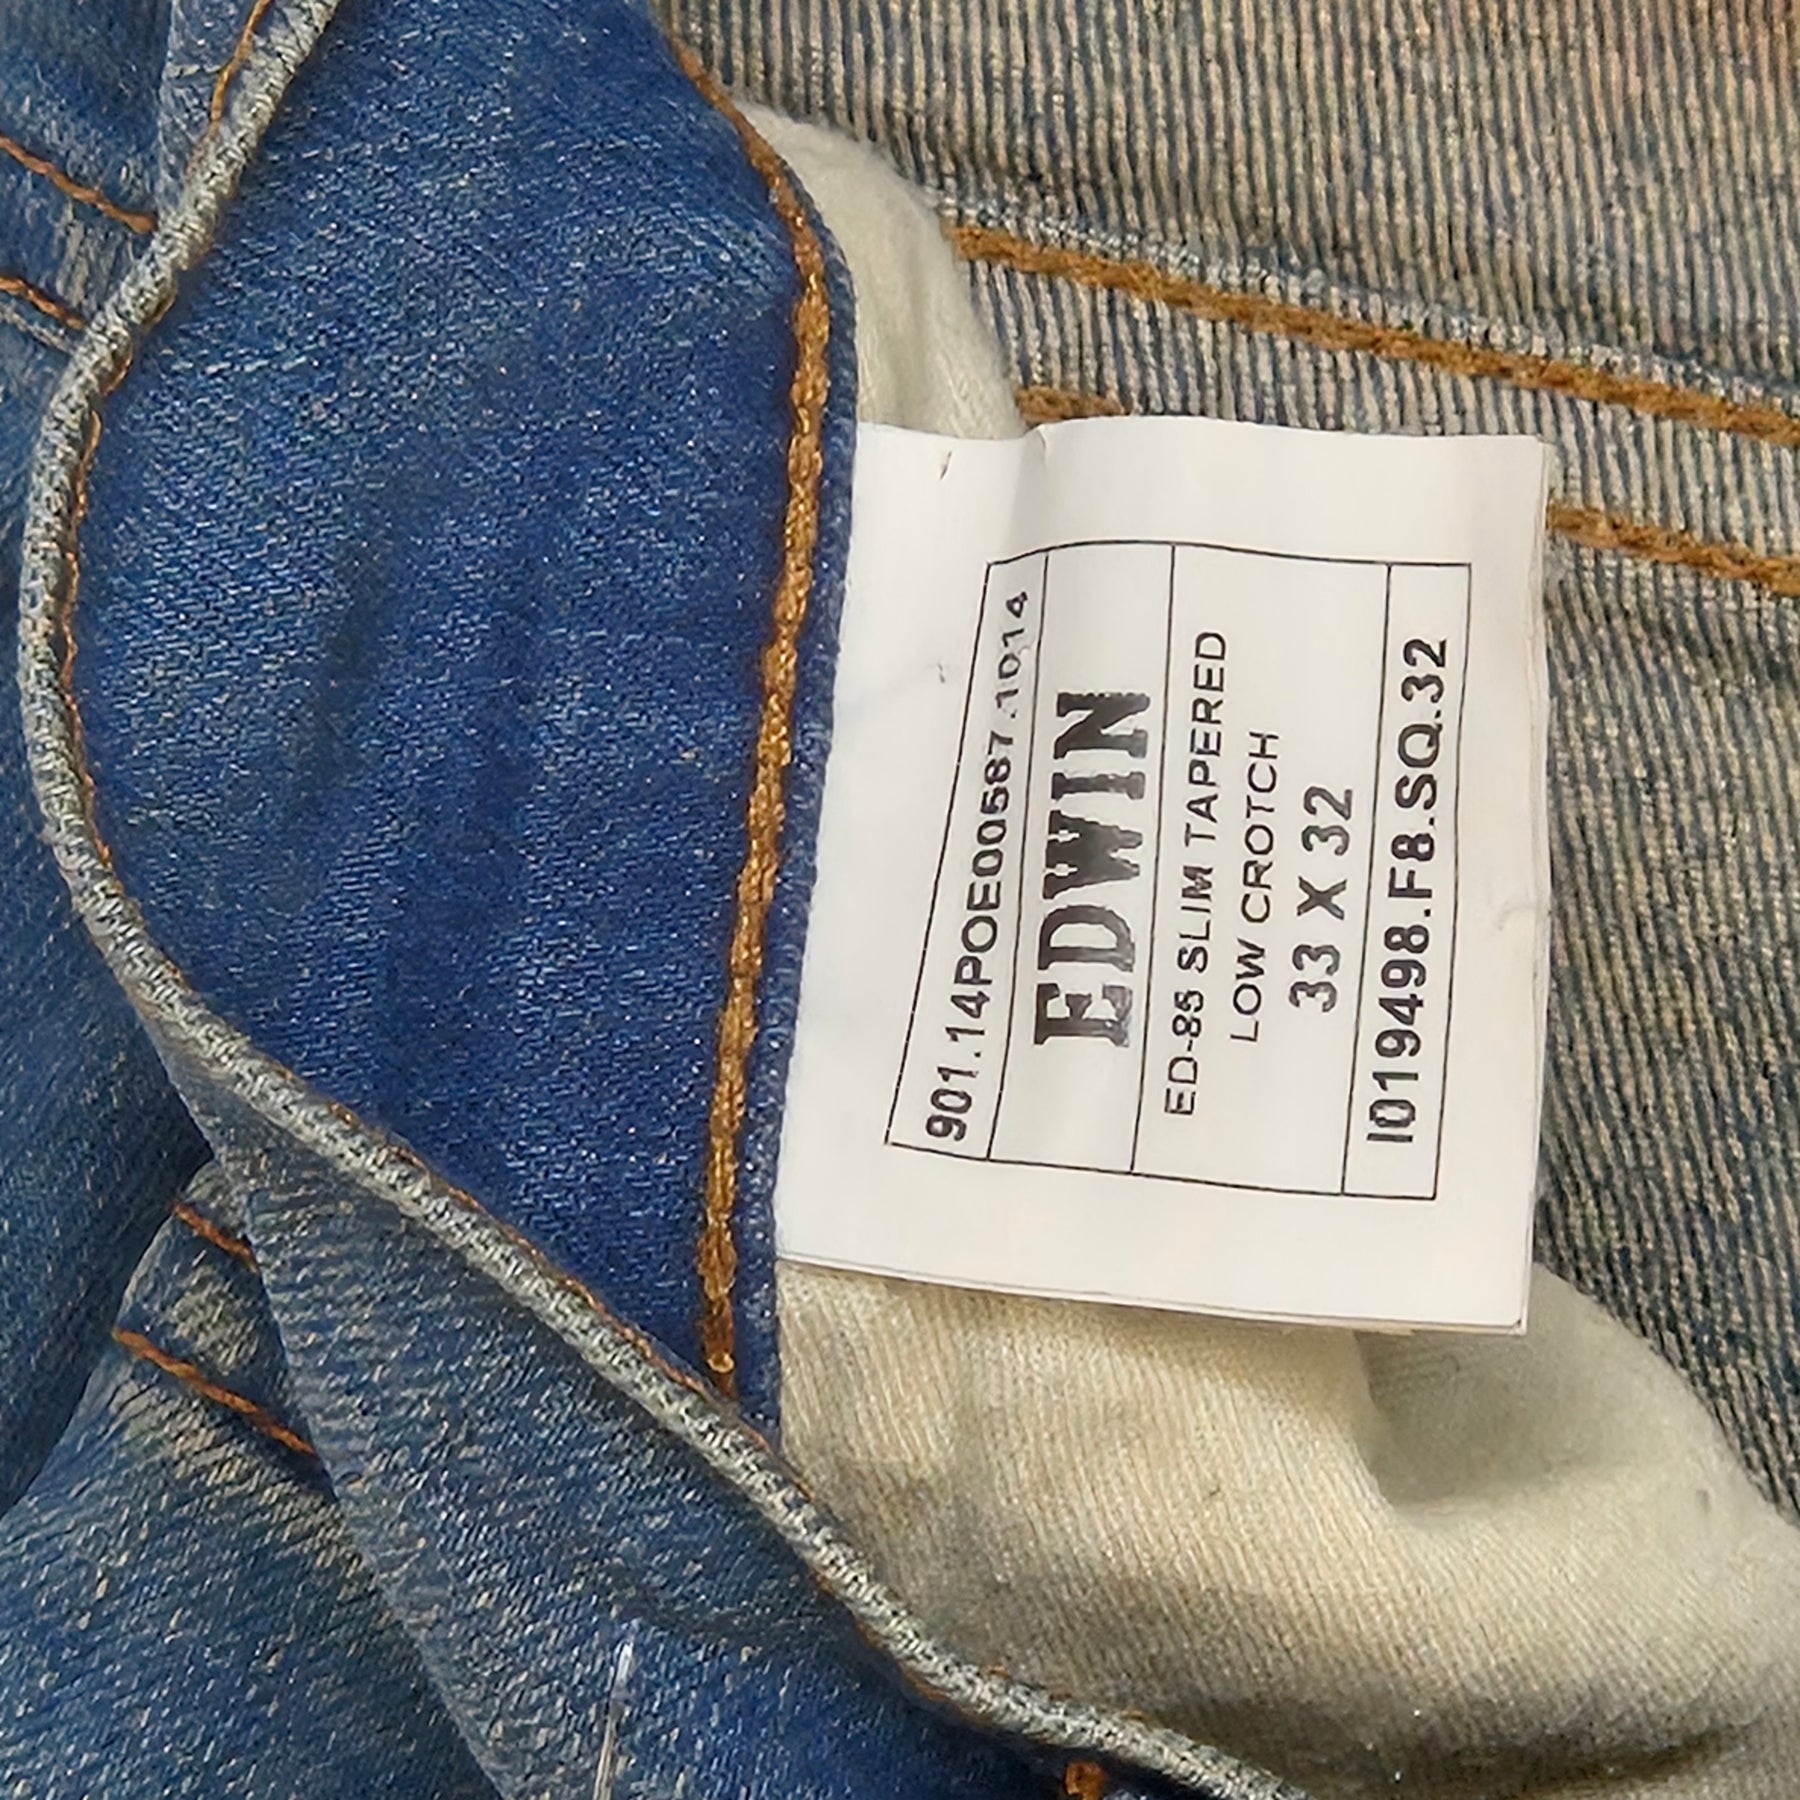 901.14POE00587.1014
EDWIN
ED-85 SLIM TAPERED
LOW CROTCH
33 X 32
I019498.F8.SQ.32